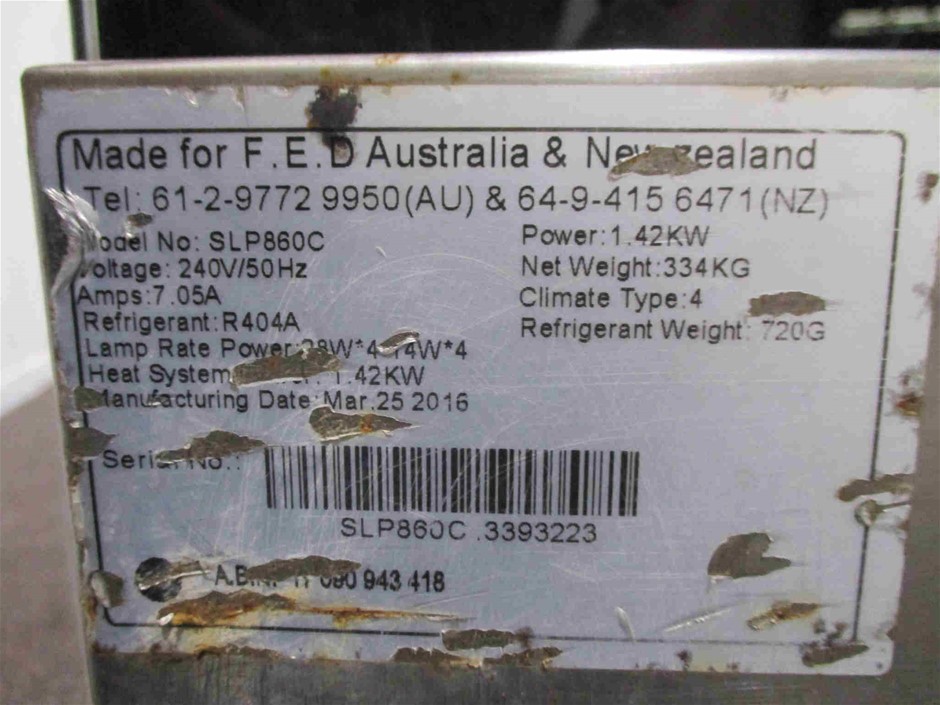 Made for F.E.D Australia & New zealand
Tel: 61-2-9772 9950(AU) & 64-9-415 6471(NZ)
Model No: SLP860C
Voltage: 240V/50Hz
Amps:7.05A
Refrigerant:R404A
Lamp Rate Power:28W*4 14W*4
Heat System 1.42KW
Manufacturing Date:Mar.25 2016
Power:1.42KW
Net Weight:334KG
Climate Type:4
Refrigerant Weight: 720G
Serial No.:
SLP860C .3393223
A.B.N. 090 943 418